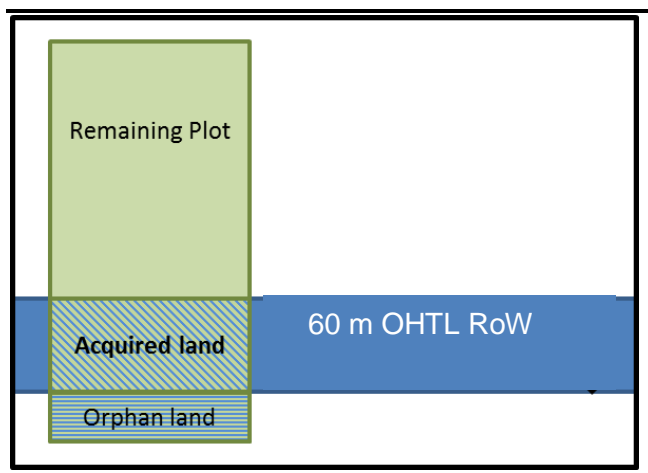 Remaining Plot
60 m OHTL RoW
Acquired land
Orphan land